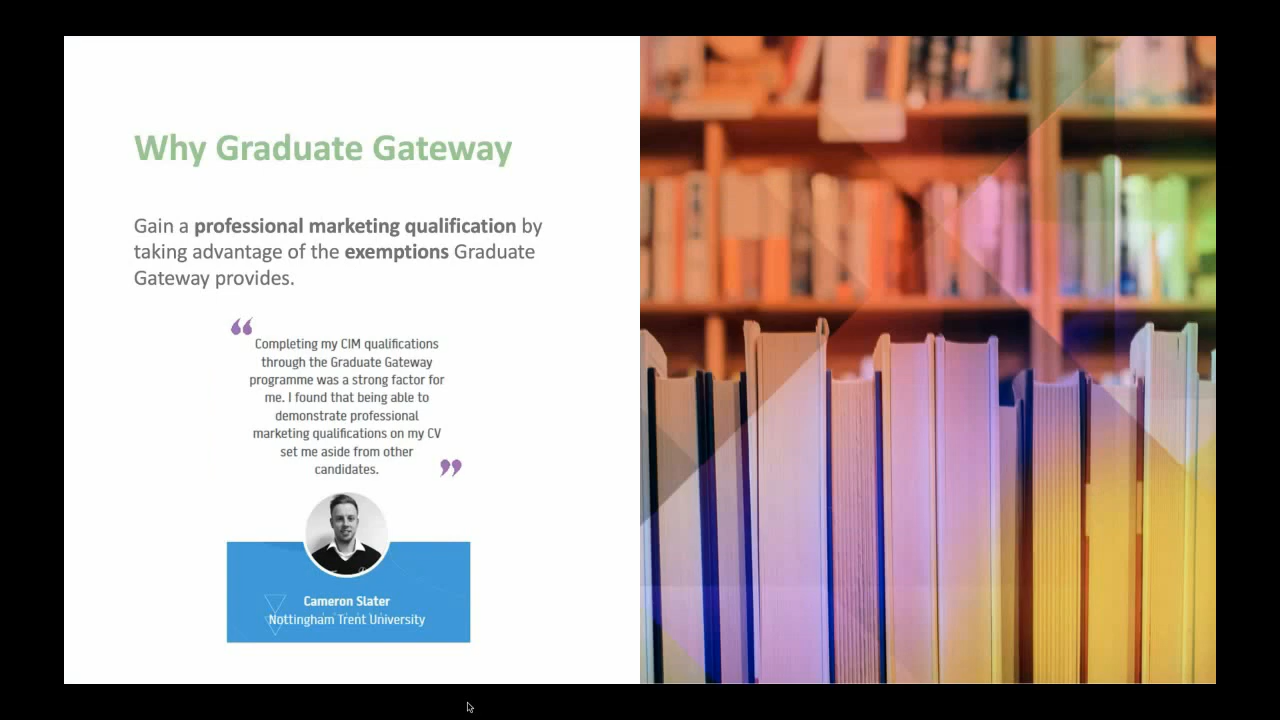 Why Graduate Gateway
Gain a professional marketing qualification by
taking advantage of the exemptions Graduate
Gateway provides.
“
Completing my CIM qualifications
through the Graduate Gateway
programme was a strong factor for
me. I found that being able to
demonstrate professional
marketing qualifications on my CV
set me aside from other
candidates.
”
Cameron Slater
Nottingham Trent University